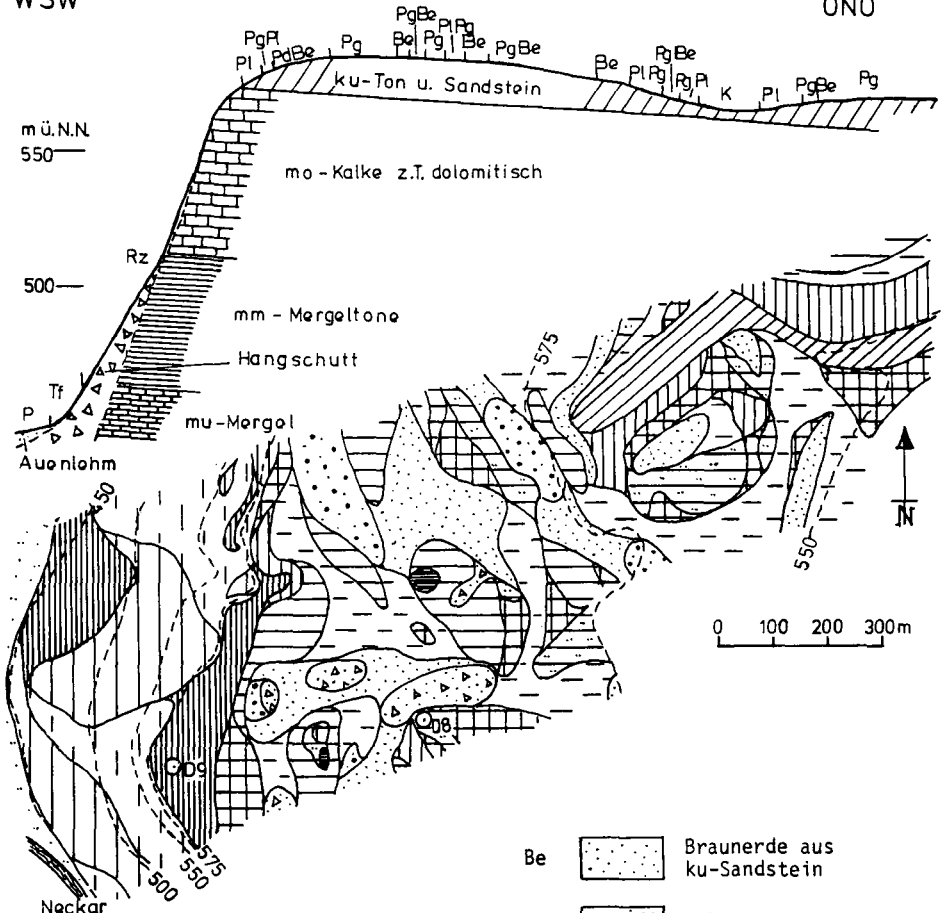 WSW
ONO
Pl
PgPl
PdBe
Pg
Be
PgBe
Pg
PlPg
Be
PgBe
Be
Pl
Pg
PgBe
Pg
Pl
K
Pl
PgBe
Pg
ku-Ton u. Sandstein
m ü.N.N.
550
mo-Kalke z.T. dolomitisch
Rz
500
mm - Mergeltone
Hangschutt
Tf
P
L
mu-Mergel
Auenlehm
575
N
550
450
0 100 200 300m
D8
D9
575
550
500
Neckar
Be
Braunerde aus
ku-Sandstein